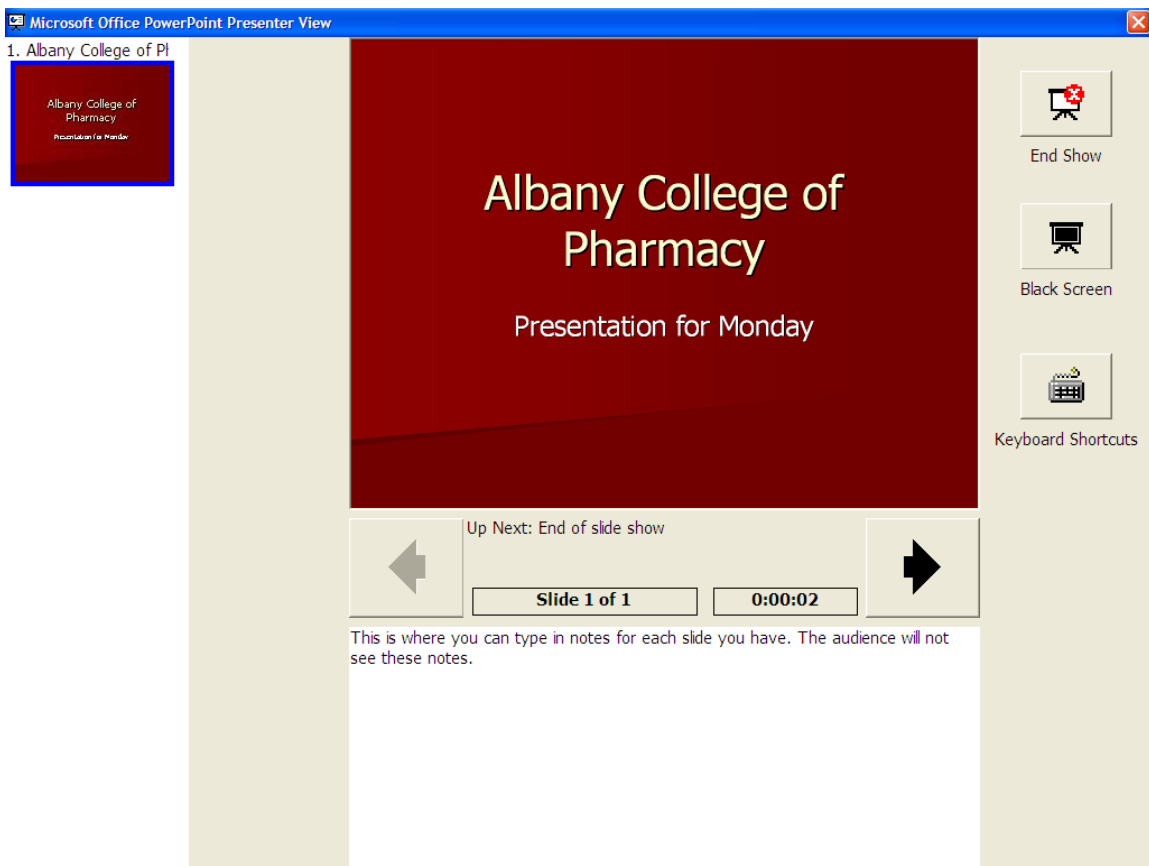 Microsoft Office PowerPoint Presenter View
1. Albany College of Pl
Albany College of
Pharmacy
Presentation for Monday
Albany College of
Pharmacy
Presentation for Monday
End Show
Black Screen
Keyboard Shortcuts
Up Next: End of slide show
Slide 1 of 1
0:00:02
This is where you can type in notes for each slide you have. The audience will not
see these notes.